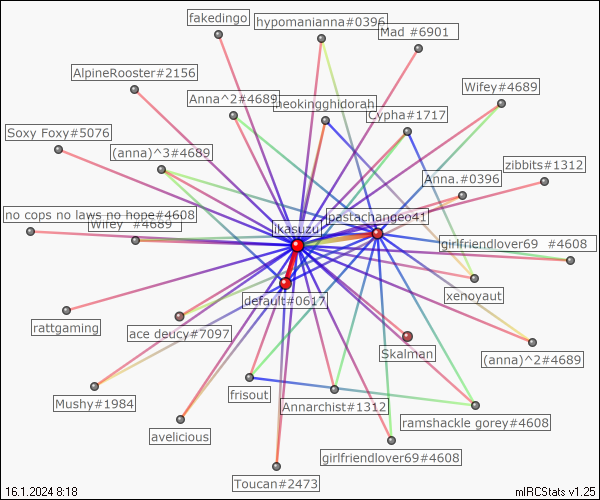 fakedingo
hypomanianna#0396
Mad #6901
AlpineRooster#2156
Anna^2#4689
neokingghidorah
Cypha#1717
Wifey#4689
Soxy Foxy#5076
(anna)^3#4689
zibbits#1312
Anna.#0396
no cops no laws no hope#4608
Wifey #4689
ikasuzu
pastachangeo41
girlfriendlover69 #4608
xenoyaut
default#0617
rattgaming
ace deucy#7097
Skalman
(anna)^2#4689
Mushy#1984
frisout
Annarchist#1312
ramshackle gorey#4608
avelicious
girlfriendlover69#4608
Toucan#2473
16.1.2024 8:18
mIRCStats v1.25